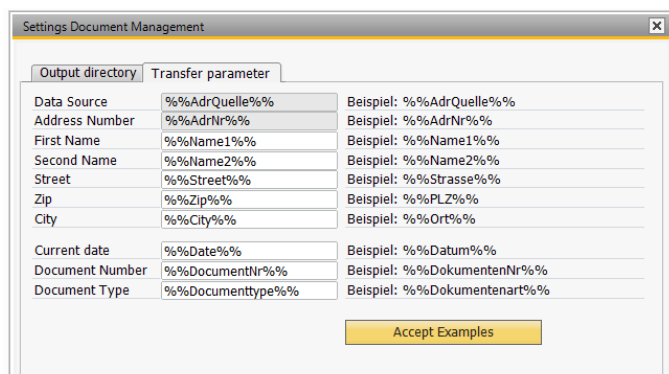 Settings Document Management
Output directory Transfer parameter
Data Source %%AdrQuelle%% Beispiel: %%AdrQuelle%%
Address Number %%AdrNr%% Beispiel: %%AdrNr%%
First Name %%Name1%% Beispiel: %%Name1%%
Second Name %%Name2%% Beispiel: %%Name2%%
Street %%Street%% Beispiel: %%Strasse%%
Zip %%Zip%% Beispiel: %%PLZ%%
City %%City%% Beispiel: %%Ort%%
Current date %%Date%% Beispiel: %%Datum%%
Document Number %%DocumentNr%% Beispiel: %%DokumentenNr%%
Document Type %%Documenttype%% Beispiel: %%Dokumentenart%%
Accept Examples